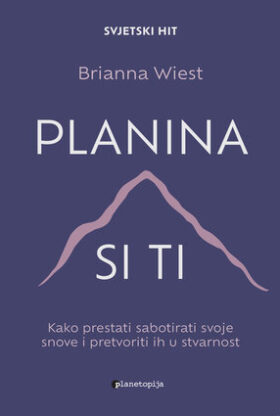 SVJETSKI HIT
Brianna Wiest
PLANINA
SI TI
Kako prestati sabotirati svoje
snove i pretvoriti ih u stvarnost
planetopija